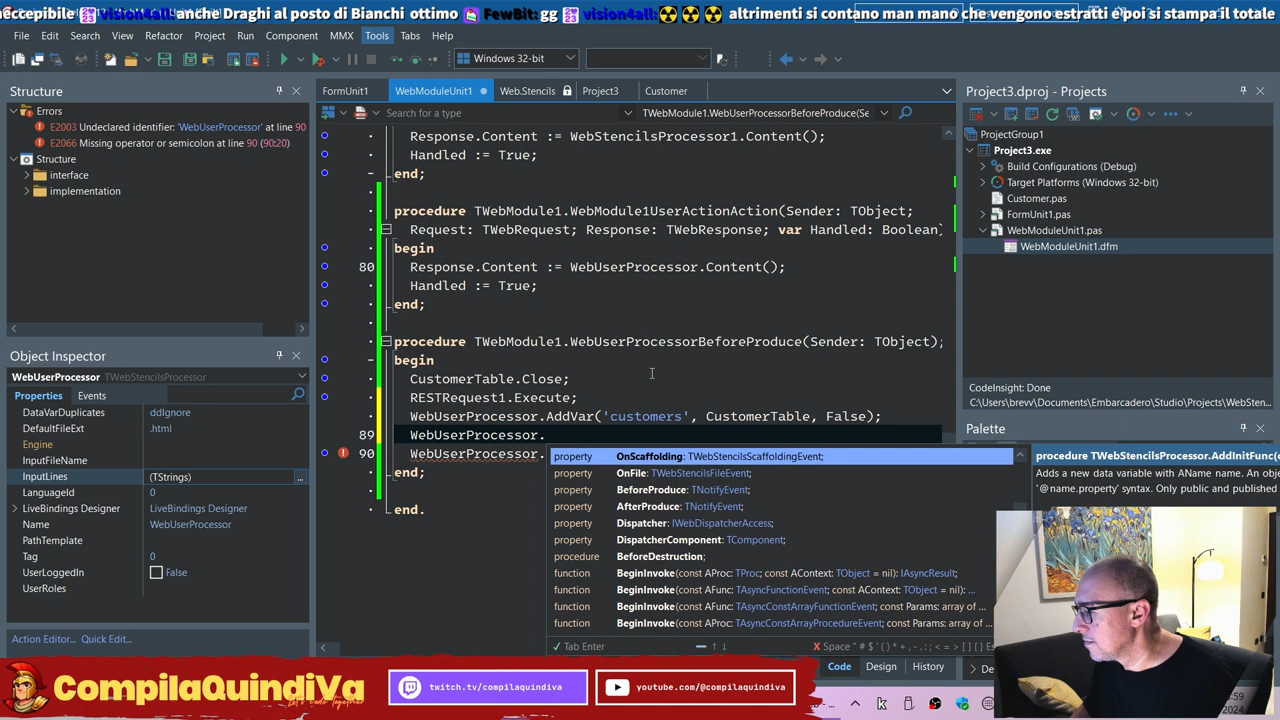 neccepibile vision4all: anche Draghi al posto di Bianchi ottimo FewBit: gg vision4all: altrimenti si contano man mano che vengono estratti e poi si stampa il totale
File Edit Search View Refactor Project Run Component MMX Tools Tabs Help
Windows 32-bit
Structure
Errors
E2003 Undeclared identifier: 'WebUserProcessor' at line 90
E2066 Missing operator or semicolon at line 90 (90:20)
Structure
interface
implementation
Object Inspector
WebUserProcessor TWebStencilsProcessor
Properties Events
DataVarDuplicates ddIgnore
DefaultFileExt .html
Engine
InputFileName
InputLines (TStrings) ...
LanguageId 0
LiveBindings Designer LiveBindings Designer
Name WebUserProcessor
PathTemplate
Tag 0
UserLoggedIn False
UserRoles
Action Editor... Quick Edit...
FormUnit1 WebModuleUnit1 Web.Stencils Project3 Customer
Search for a type TWebModule1.WebUserProcessorBeforeProduce(Se
Response.Content := WebStencilsProcessor1.Content();
Handled := True;
end;
procedure TWebModule1.WebModule1UserActionAction(Sender: TObject;
Request: TWebRequest; Response: TWebResponse; var Handled: Boolean)
begin
80 Response.Content := WebUserProcessor.Content();
Handled := True;
end;
procedure TWebModule1.WebUserProcessorBeforeProduce(Sender: TObject);
begin
CustomerTable.Close;
RESTRequest1.Execute;
WebUserProcessor.AddVar('customers', CustomerTable, False);
89 WebUserProcessor.
90 WebUserProcessor.
end;
end.
property OnScaffolding: TWebStencilsScaffoldingEvent;
property OnFile: TWebStencilsFileEvent;
property BeforeProduce: TNotifyEvent;
property AfterProduce: TNotifyEvent;
property Dispatcher: IWebDispatcherAccess;
property DispatcherComponent: TComponent;
procedure BeforeDestruction;
function BeginInvoke(const AProc: TProc; const AContext: TObject = nil): IAsyncResult;
function BeginInvoke(const AFunc: TAsyncFunctionEvent; const AContext: TObject = nil): ...
function BeginInvoke(const AFunc: TAsyncConstArrayFunctionEvent; const Params: array of ...
function BeginInvoke(const AProc: TAsyncConstArrayProcedureEvent; const Params: array of ...
Tab Enter
Code Design History
procedure TWebStencilsProcessor.AddInitFunc(
Adds a new data variable with AName name. An o
'@name.property' syntax. Only public and published
Project3.dproj - Projects
ProjectGroup1
Project3.exe
Build Configurations (Debug)
Target Platforms (Windows 32-bit)
Customer.pas
FormUnit1.pas
WebModuleUnit1.pas
WebModuleUnit1.dfm
CodeInsight: Done
C:\Users\brevv\Documents\Embarcadero\Studio\Projects\WebSten
Palette
CompilaQuindiVa
Let's code together
twitch.tv/compilaquindiva
youtube.com/@compilaquindiva